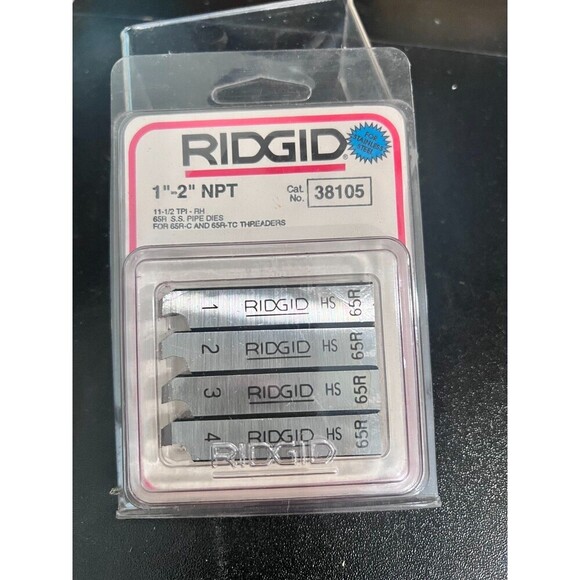 RIDGID®
FOR
STAINLESS
STEEL
1"-2" NPT
Cat. No. 38105
11-1/2 TPI - RH
65R S.S. PIPE DIES
FOR 65R-C AND 65R-TC THREADERS
1 RIDGID HS 65R
2 RIDGID HS 65R
3 RIDGID HS 65R
4 RIDGID HS 65R
RIDGID